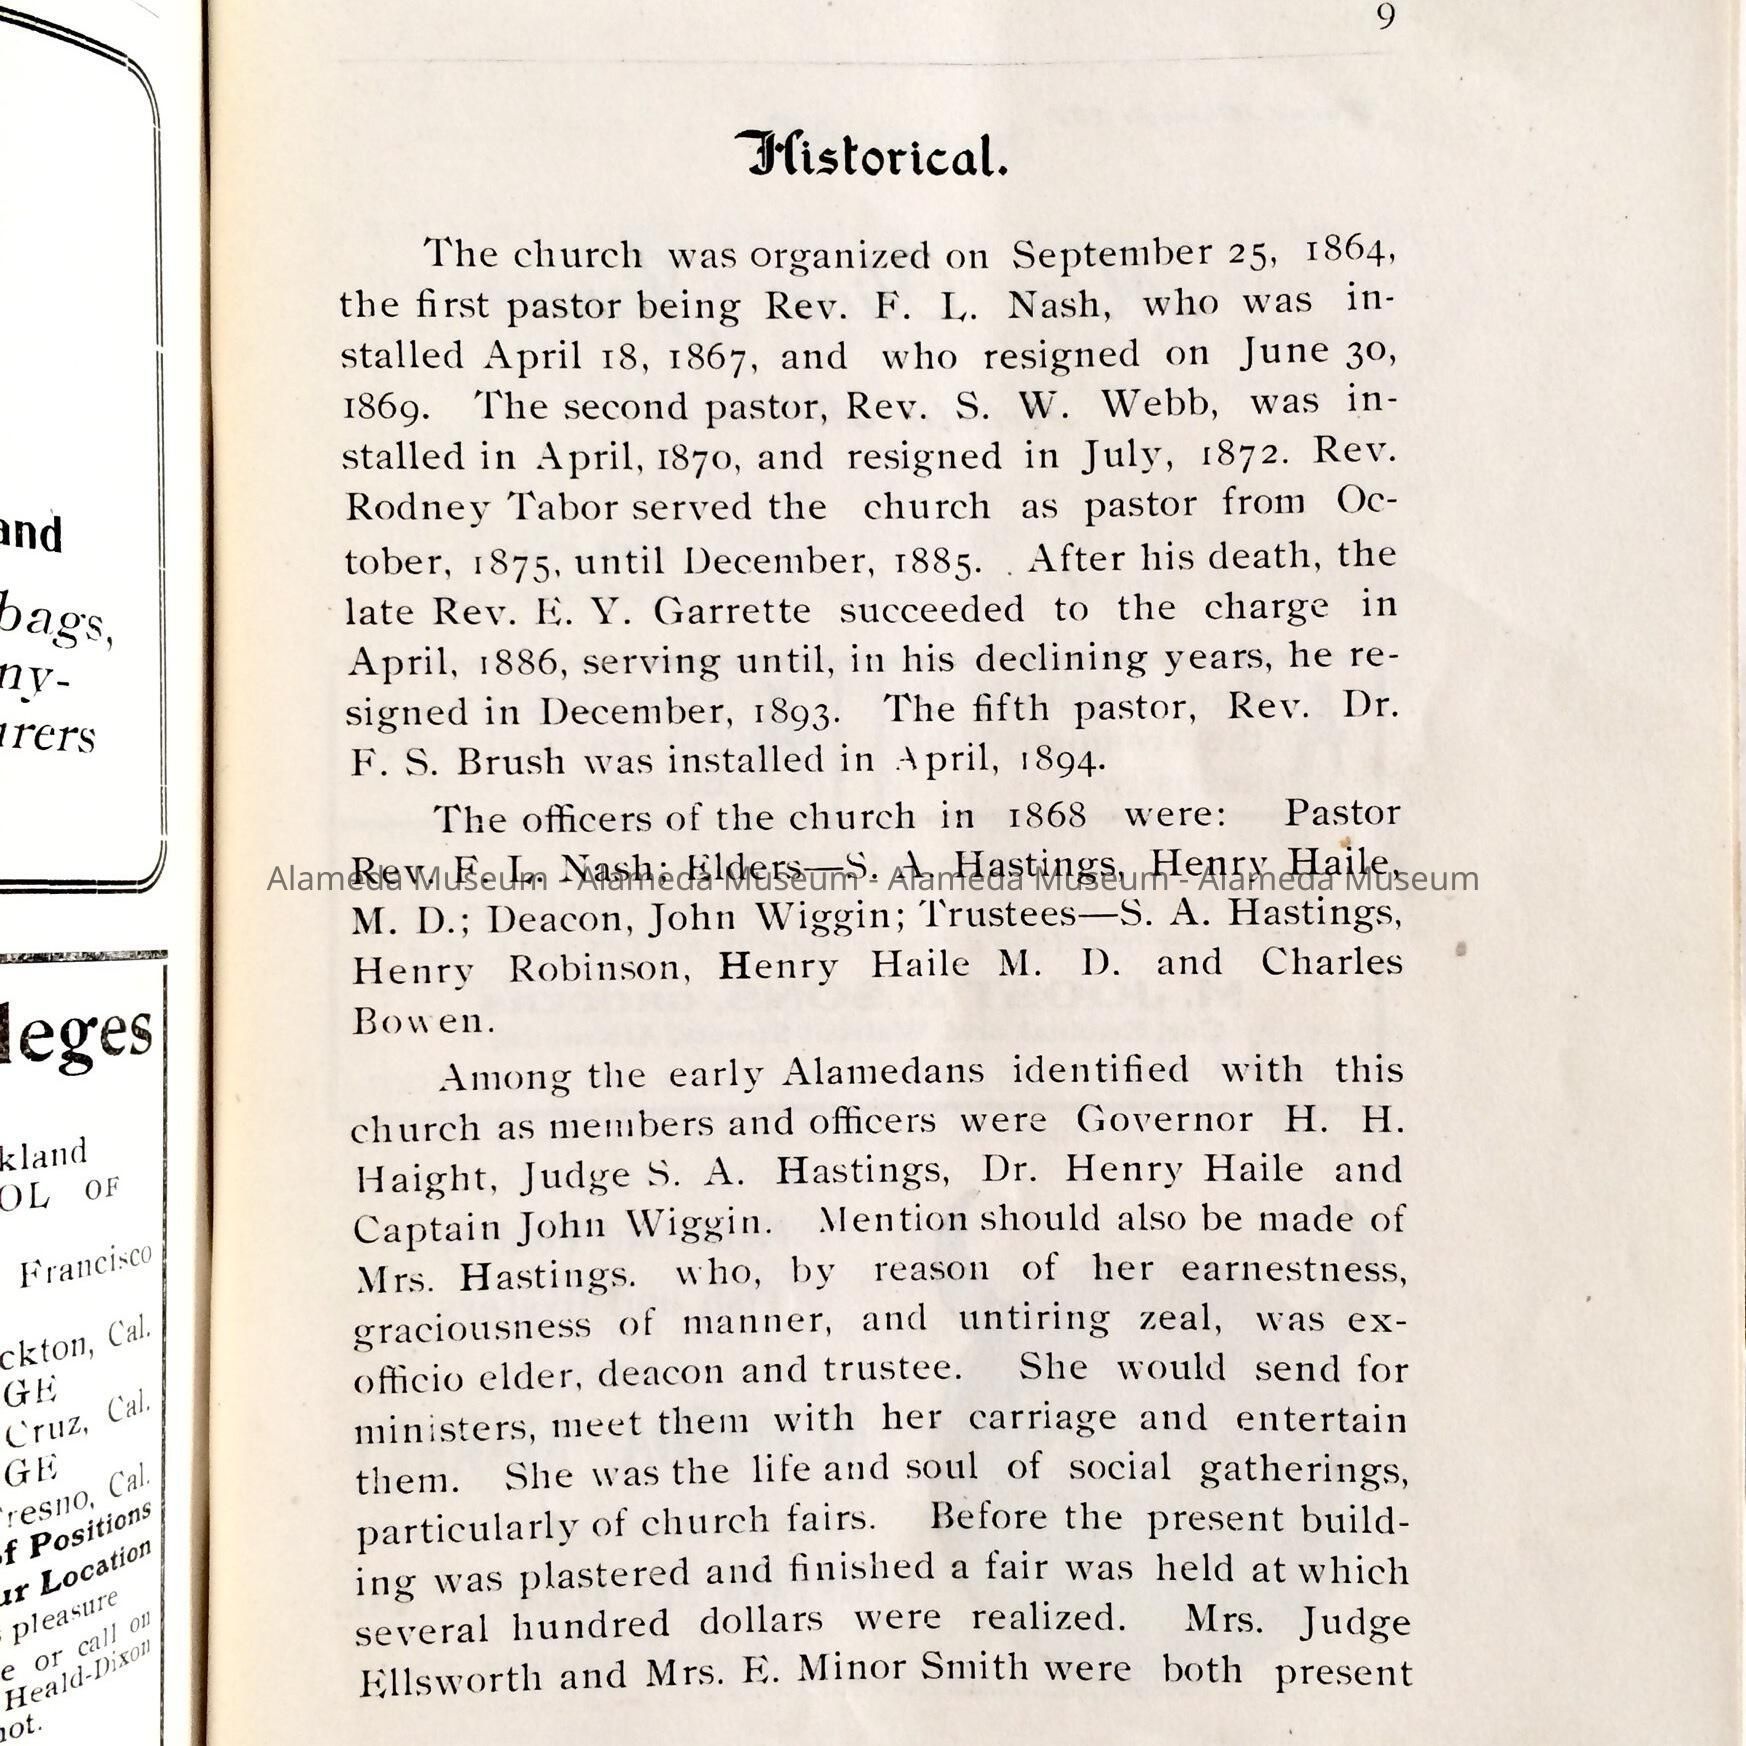 9
Historical.
The church was organized on September 25, 1864,
the first pastor being Rev. F. L. Nash, who was in-
stalled April 18, 1867, and who resigned on June 30,
1869. The second pastor, Rev. S. W. Webb, was in-
stalled in April, 1870, and resigned in July, 1872. Rev.
Rodney Tabor served the church as pastor from Oc-
tober, 1875, until December, 1885. After his death, the
late Rev. E. Y. Garrette succeeded to the charge in
April, 1886, serving until, in his declining years, he re-
signed in December, 1893. The fifth pastor, Rev. Dr.
F. S. Brush was installed in April, 1894.
The officers of the church in 1868 were: Pastor
Rev. F. L. Nash; Elders—S. A. Hastings, Henry Haile,
M. D.; Deacon, John Wiggin; Trustees—S. A. Hastings,
Henry Robinson, Henry Haile M. D. and Charles
Bowen.
Among the early Alamedans identified with this
church as members and officers were Governor H. H.
Haight, Judge S. A. Hastings, Dr. Henry Haile and
Captain John Wiggin. Mention should also be made of
Mrs. Hastings. who, by reason of her earnestness,
graciousness of manner, and untiring zeal, was ex-
officio elder, deacon and trustee. She would send for
ministers, meet them with her carriage and entertain
them. She was the life and soul of social gatherings,
particularly of church fairs. Before the present build-
ing was plastered and finished a fair was held at which
several hundred dollars were realized. Mrs. Judge
Ellsworth and Mrs. E. Minor Smith were both present
Alameda Museum - Alameda Museum - Alameda Museum - Alameda Museum
and
bags,
ny-
urers
leges
kland
OL OF
Francisco
ckton, Cal.
GE
Cruz, Cal.
GE
resno, Cal.
of Positions
ur Location
pleasure
e or call on
Heald-Dixon
not.